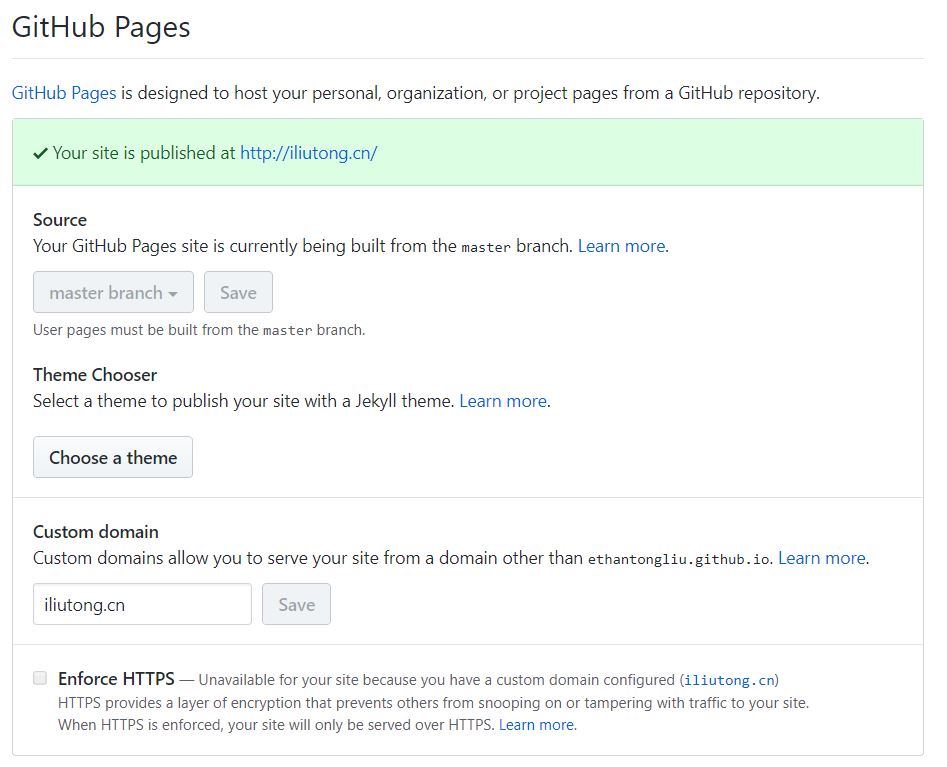 GitHub Pages
GitHub Pages is designed to host your personal, organization, or project pages from a GitHub repository.
Your site is published at http://iliutong.cn/
Source
Your GitHub Pages site is currently being built from the master branch. Learn more.
master branch Save
User pages must be built from the master branch.
Theme Chooser
Select a theme to publish your site with a Jekyll theme. Learn more.
Choose a theme
Custom domain
Custom domains allow you to serve your site from a domain other than ethantongliu.github.io. Learn more.
iliutong.cn Save
Enforce HTTPS — Unavailable for your site because you have a custom domain configured (iliutong.cn)
HTTPS provides a layer of encryption that prevents others from snooping on or tampering with traffic to your site.
When HTTPS is enforced, your site will only be served over HTTPS. Learn more.